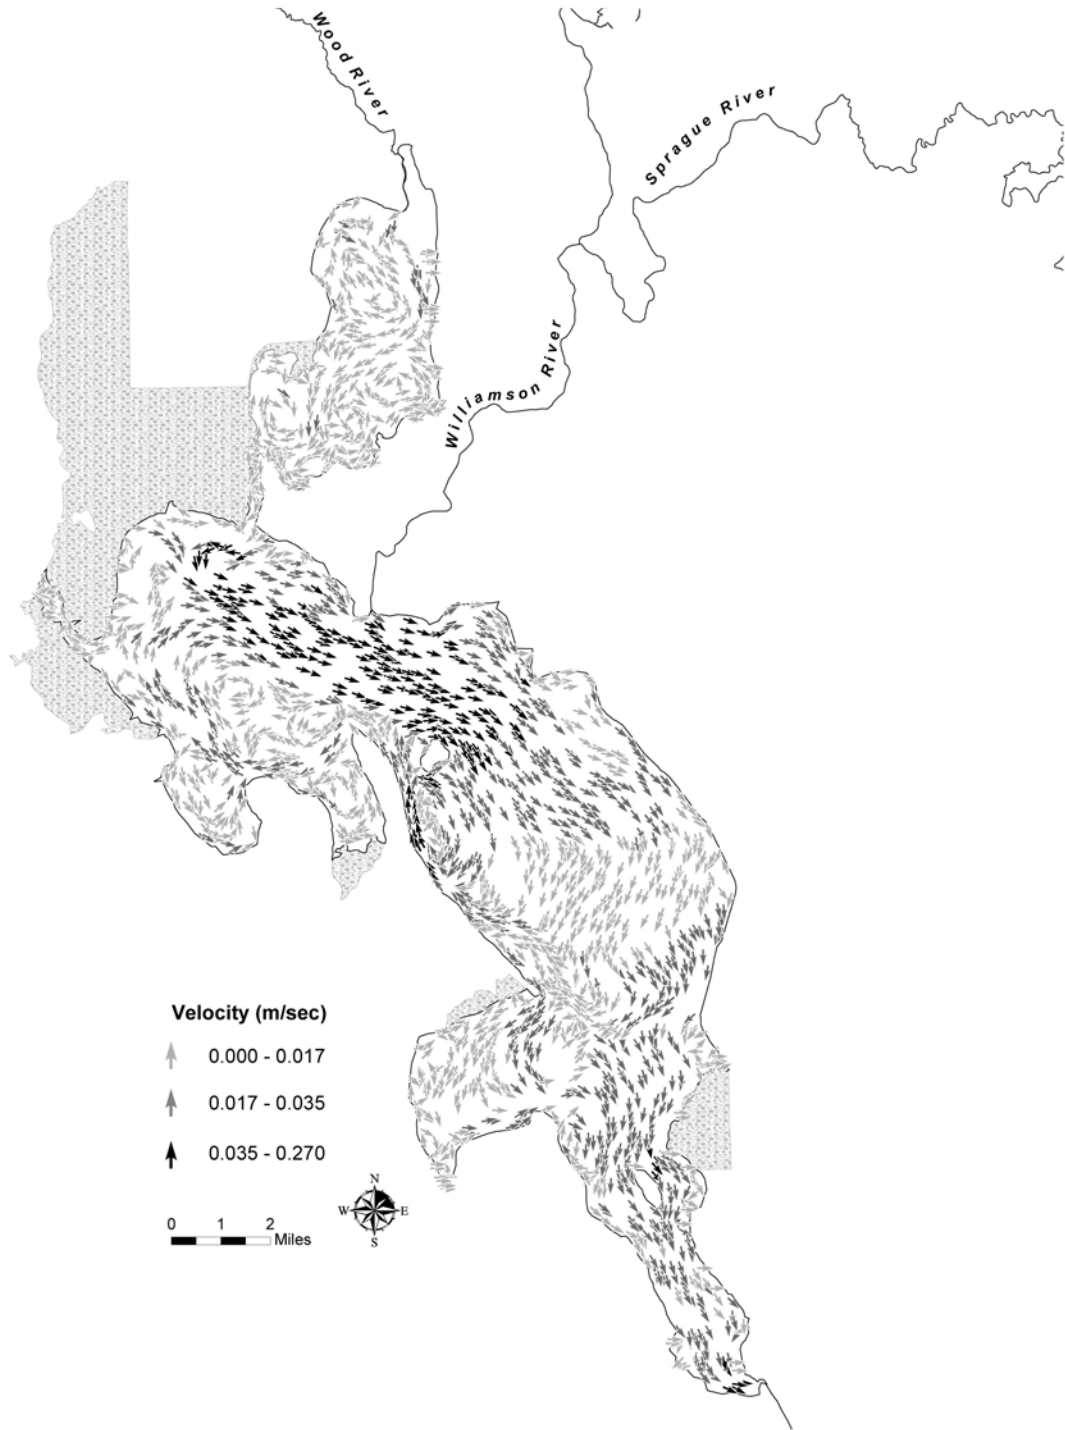 Wood River
Sprague River
Williamson River
Velocity (m/sec)
0.000 - 0.017
0.017 - 0.035
0.035 - 0.270
N
W E
S
0 1 2
Miles